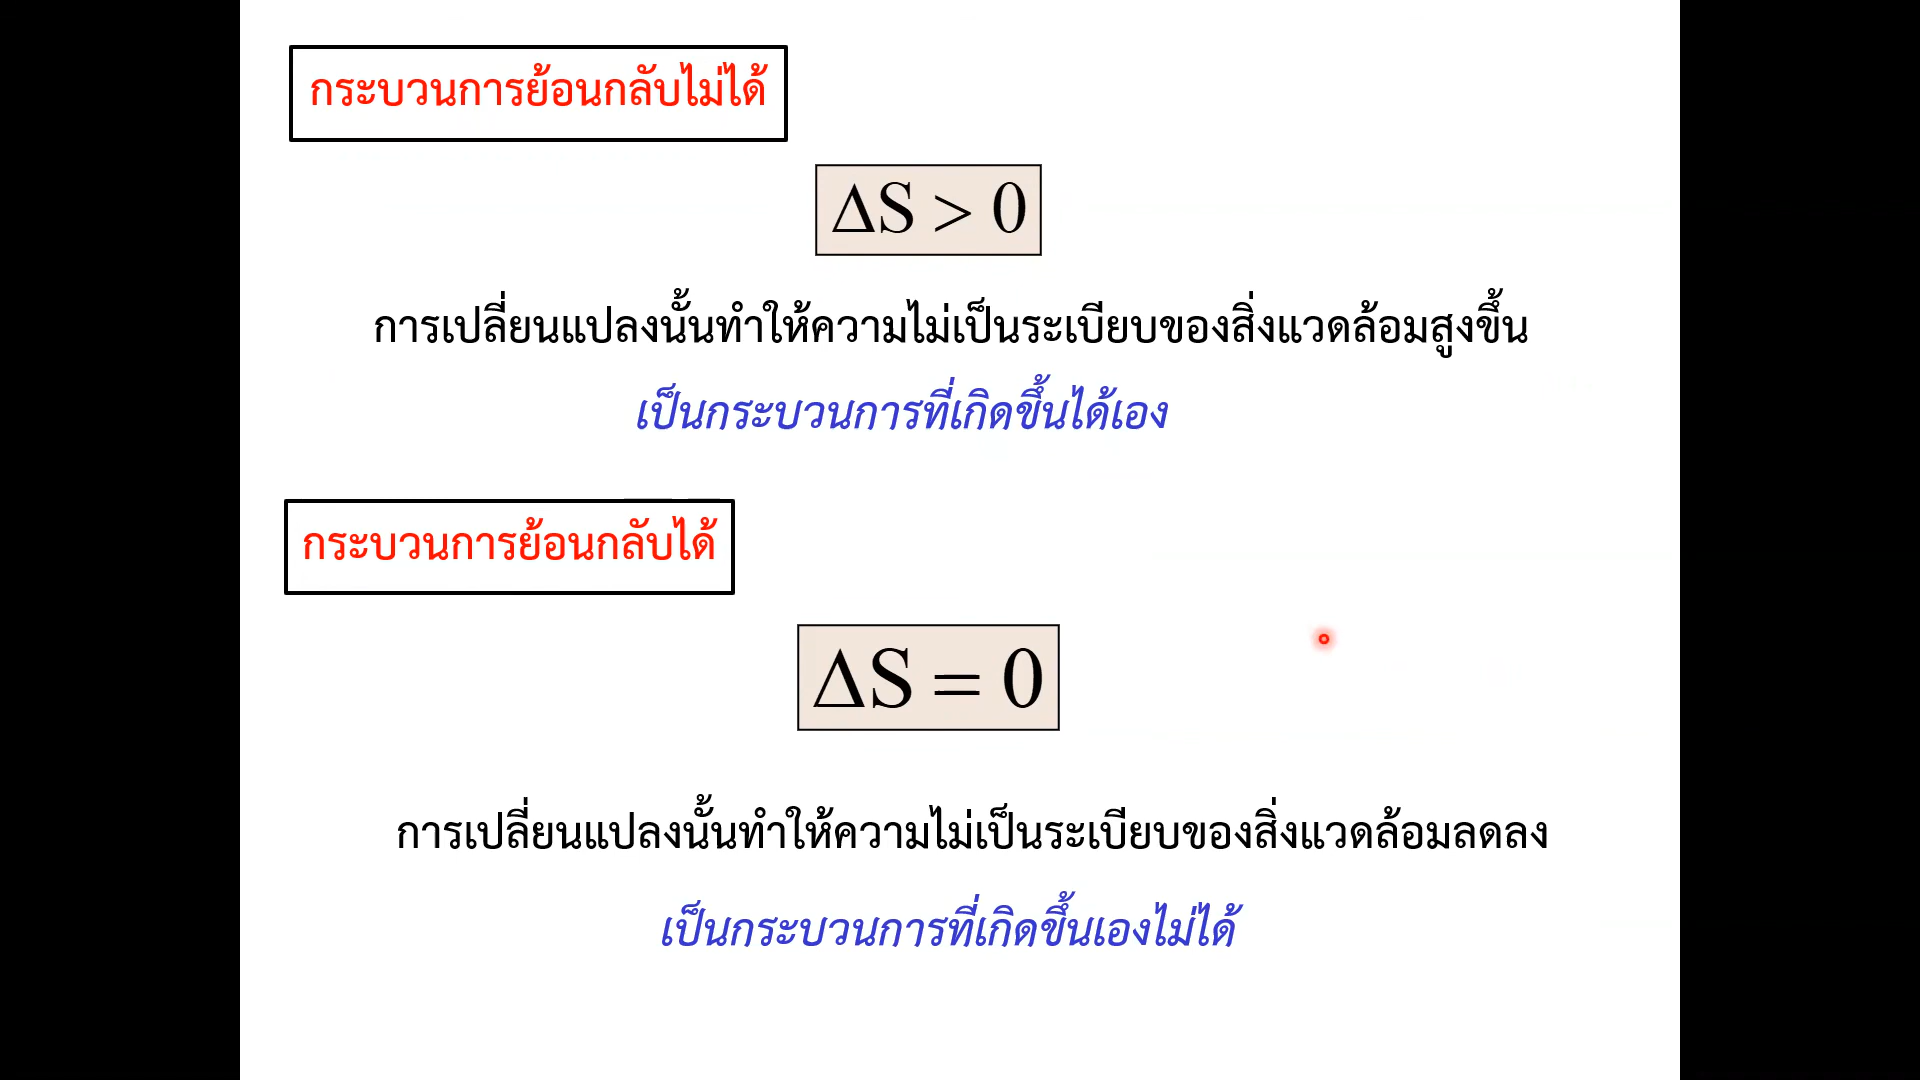 กระบวนการย้อนกลับไม่ได้
ΔS > 0
การเปลี่ยนแปลงนั้นทำให้ความไม่เป็นระเบียบของสิ่งแวดล้อมสูงขึ้น
เป็นกระบวนการที่เกิดขึ้นได้เอง
กระบวนการย้อนกลับได้
ΔS = 0
การเปลี่ยนแปลงนั้นทำให้ความไม่เป็นระเบียบของสิ่งแวดล้อมลดลง
เป็นกระบวนการที่เกิดขึ้นเองไม่ได้